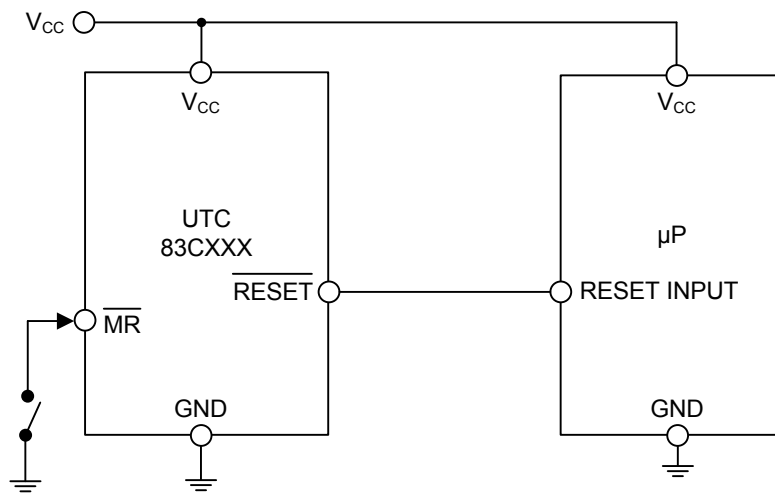 VCC
VCC
UTC
83CXXX
RESET
MR
GND
VCC
µP
RESET INPUT
GND